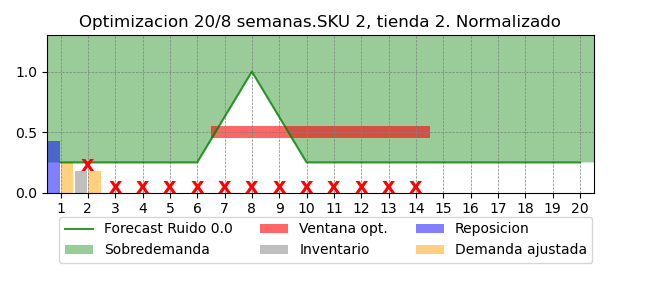 Optimizacion 20/8 semanas.SKU 2, tienda 2. Normalizado
1.0
0.5
0.0
1 2 3 4 5 6 7 8 9 10 11 12 13 14 15 16 17 18 19 20
Forecast Ruido 0.0 Ventana opt. Reposicion
Sobredemanda Inventario Demanda ajustada